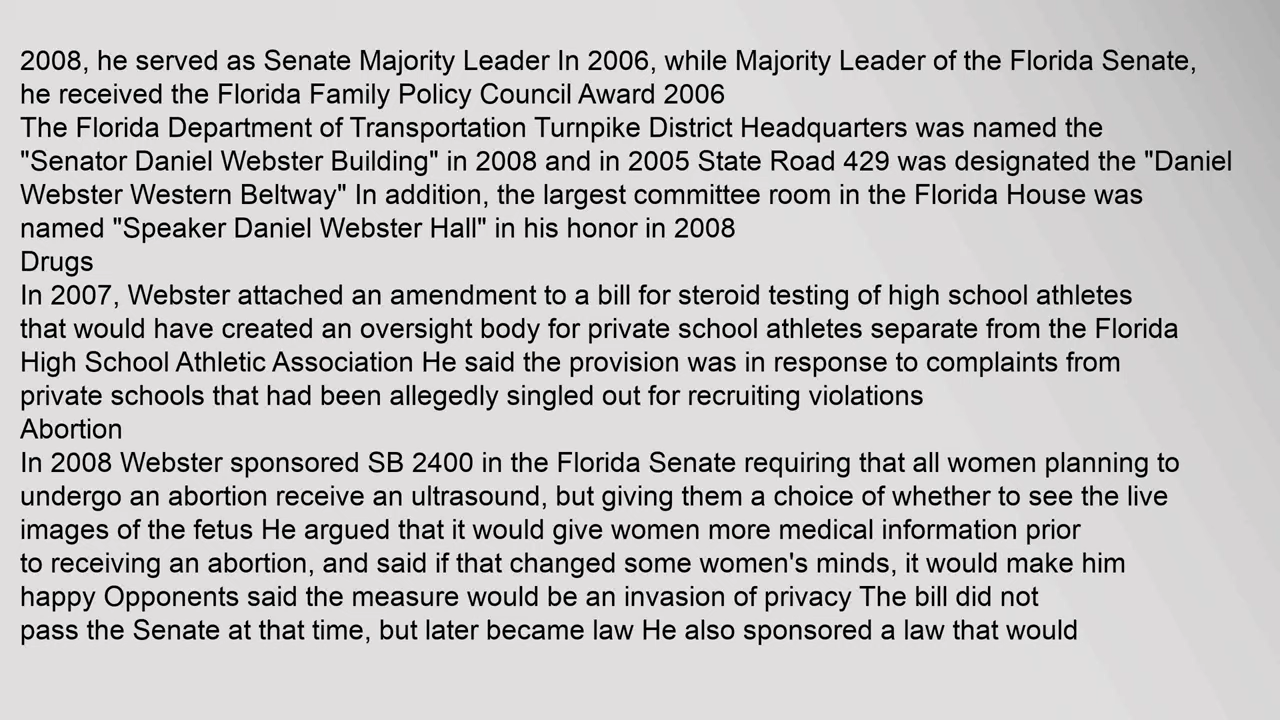 2008, he served as Senate Majority Leader In 2006, while Majority Leader of the Florida Senate,
he received the Florida Family Policy Council Award 2006
The Florida Department of Transportation Turnpike District Headquarters was named the
"Senator Daniel Webster Building" in 2008 and in 2005 State Road 429 was designated the "Daniel
Webster Western Beltway" In addition, the largest committee room in the Florida House was
named "Speaker Daniel Webster Hall" in his honor in 2008
Drugs
In 2007, Webster attached an amendment to a bill for steroid testing of high school athletes
that would have created an oversight body for private school athletes separate from the Florida
High School Athletic Association He said the provision was in response to complaints from
private schools that had been allegedly singled out for recruiting violations
Abortion
In 2008 Webster sponsored SB 2400 in the Florida Senate requiring that all women planning to
undergo an abortion receive an ultrasound, but giving them a choice of whether to see the live
images of the fetus He argued that it would give women more medical information prior
to receiving an abortion, and said if that changed some women's minds, it would make him
happy Opponents said the measure would be an invasion of privacy The bill did not
pass the Senate at that time, but later became law He also sponsored a law that would